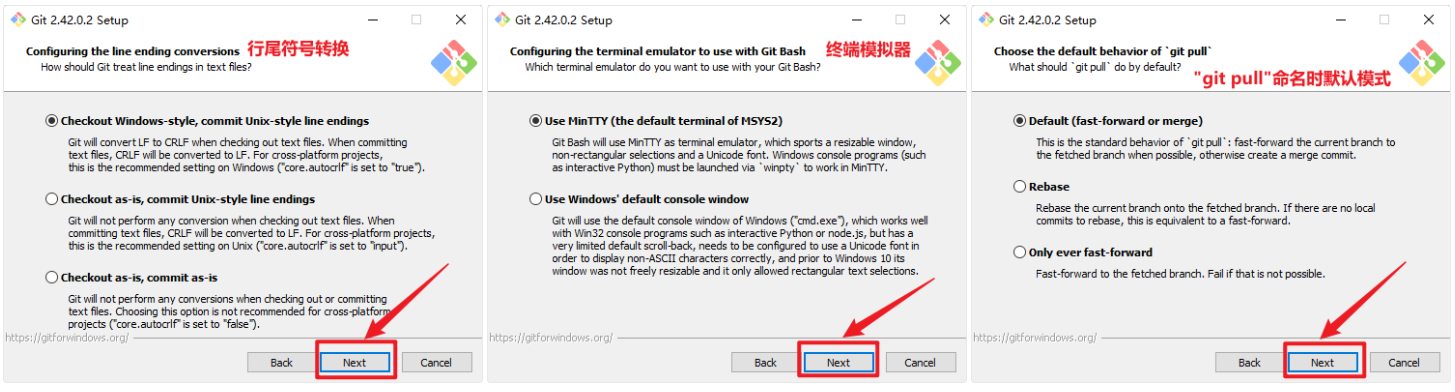 Git 2.42.0.2 Setup
Configuring the line ending conversions 行尾符号转换
How should Git treat line endings in text files?
Checkout Windows-style, commit Unix-style line endings
Git will convert LF to CRLF when checking out text files. When committing
text files, CRLF will be converted to LF. For cross-platform projects,
this is the recommended setting on Windows ("core.autocrlf" is set to "true").
Checkout as-is, commit Unix-style line endings
Git will not perform any conversion when checking out text files. When
committing text files, CRLF will be converted to LF. For cross-platform projects,
this is the recommended setting on Unix ("core.autocrlf" is set to "input").
Checkout as-is, commit as-is
Git will not perform any conversions when checking out or committing
text files. Choosing this option is not recommended for cross-platform
projects ("core.autocrlf" is set to "false").
https://gitforwindows.org/
Back Next Cancel
Git 2.42.0.2 Setup
Configuring the terminal emulator to use with Git Bash 终端模拟器
Which terminal emulator do you want to use with your Git Bash?
Use MinTTY (the default terminal of MSYS2)
Git Bash will use MinTTY as terminal emulator, which sports a resizable window,
non-rectangular selections and a Unicode font. Windows console programs (such
as interactive Python) must be launched via `winpty` to work in MinTTY.
Use Windows' default console window
Git will use the default console window of Windows ("cmd.exe"), which works well
with Win32 console programs such as interactive Python or node.js, but has a
very limited default scroll-back, needs to be configured to use a Unicode font in
order to display non-ASCII characters correctly, and prior to Windows 10 its
window was not freely resizable and it only allowed rectangular text selections.
https://gitforwindows.org/
Back Next Cancel
Git 2.42.0.2 Setup
Choose the default behavior of `git pull`
What should `git pull` do by default?
"git pull"命名时默认模式
Default (fast-forward or merge)
This is the standard behavior of `git pull`: fast-forward the current branch to
the fetched branch when possible, otherwise create a merge commit.
Rebase
Rebase the current branch onto the fetched branch. If there are no local
commits to rebase, this is equivalent to a fast-forward.
Only ever fast-forward
Fast-forward to the fetched branch. Fail if that is not possible.
https://gitforwindows.org/
Back Next Cancel